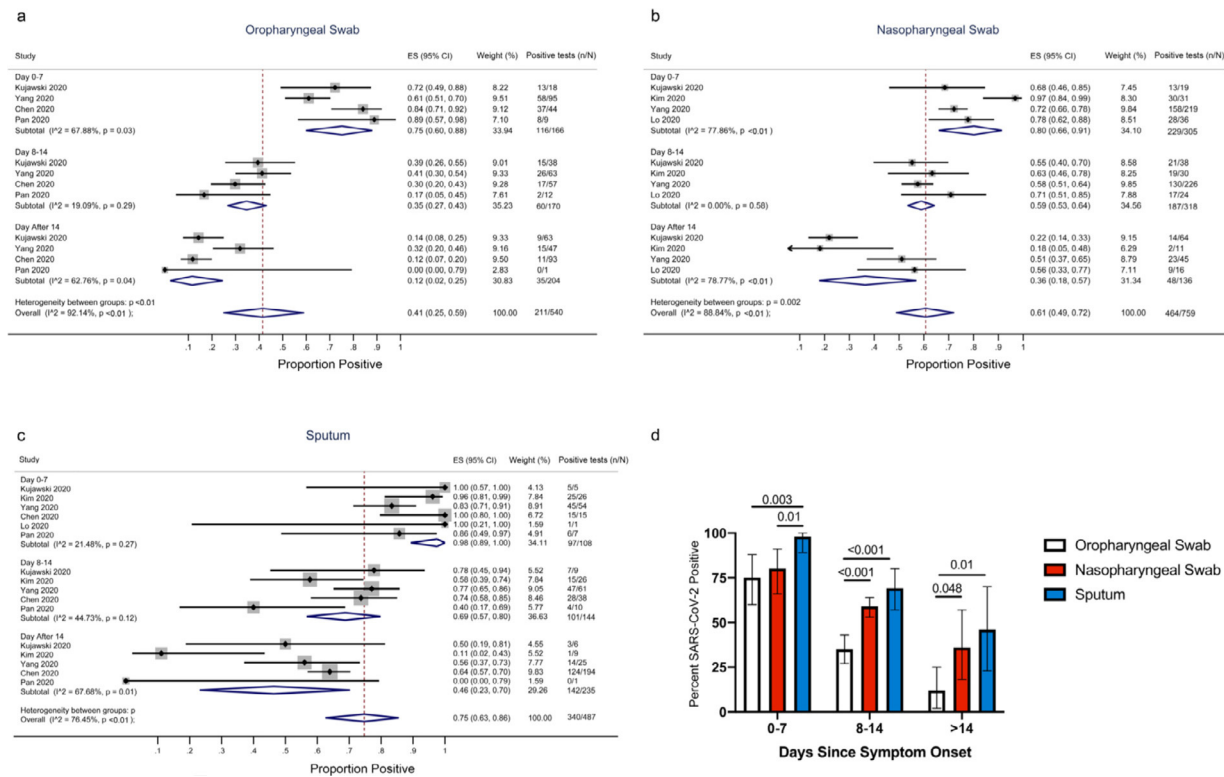 a
Oropharyngeal Swab
Study ES (95% CI) Weight (%) Positive tests (n/N)
Day 0-7
Kujawski 2020 0.72 (0.49, 0.88) 8.22 13/18
Yang 2020 0.61 (0.51, 0.70) 9.51 58/95
Chen 2020 0.84 (0.71, 0.92) 9.12 37/44
Pan 2020 0.89 (0.57, 0.98) 7.10 8/9
Subtotal (I^2 = 67.88%, p = 0.03) 0.75 (0.60, 0.88) 33.94 116/166
Day 8-14
Kujawski 2020 0.39 (0.26, 0.55) 9.01 15/38
Yang 2020 0.41 (0.30, 0.54) 9.33 26/63
Chen 2020 0.30 (0.20, 0.43) 9.28 17/57
Pan 2020 0.17 (0.05, 0.45) 7.61 2/12
Subtotal (I^2 = 19.09%, p = 0.29) 0.35 (0.27, 0.43) 35.23 60/170
Day After 14
Kujawski 2020 0.14 (0.08, 0.25) 9.33 9/63
Yang 2020 0.32 (0.20, 0.46) 9.16 15/47
Chen 2020 0.12 (0.07, 0.20) 9.50 11/93
Pan 2020 0.00 (0.00, 0.79) 2.83 0/1
Subtotal (I^2 = 62.76%, p = 0.04) 0.12 (0.02, 0.25) 30.83 35/204
Heterogeneity between groups: p <0.01
Overall (I^2 = 92.14%, p <0.01 ); 0.41 (0.25, 0.59) 100.00 211/540
.1 .2 .3 .4 .5 .6 .7 .8 .9 1
Proportion Positive
b
Nasopharyngeal Swab
Study ES (95% CI) Weight (%) Positive tests (n/N)
Day 0-7
Kujawski 2020 0.68 (0.46, 0.85) 7.45 13/19
Kim 2020 0.97 (0.84, 0.99) 8.30 30/31
Yang 2020 0.72 (0.66, 0.78) 9.84 158/219
Lo 2020 0.78 (0.62, 0.88) 8.51 28/36
Subtotal (I^2 = 77.86%, p <0.01 ) 0.80 (0.66, 0.91) 34.10 229/305
Day 8-14
Kujawski 2020 0.55 (0.40, 0.70) 8.58 21/38
Kim 2020 0.63 (0.46, 0.78) 8.25 19/30
Yang 2020 0.58 (0.51, 0.64) 9.85 130/226
Lo 2020 0.71 (0.51, 0.85) 7.88 17/24
Subtotal (I^2 = 0.00%, p = 0.58) 0.59 (0.53, 0.64) 34.56 187/318
Day After 14
Kujawski 2020 0.22 (0.14, 0.33) 9.15 14/64
Kim 2020 0.18 (0.05, 0.48) 6.29 2/11
Yang 2020 0.51 (0.37, 0.65) 8.79 23/45
Lo 2020 0.56 (0.33, 0.77) 7.11 9/16
Subtotal (I^2 = 78.77%, p <0.01 ) 0.36 (0.18, 0.57) 31.34 48/136
Heterogeneity between groups: p = 0.002
Overall (I^2 = 88.84%, p <0.01 ); 0.61 (0.49, 0.72) 100.00 464/759
.1 .2 .3 .4 .5 .6 .7 .8 .9 1
Proportion Positive
c
Sputum
Study ES (95% CI) Weight (%) Positive tests (n/N)
Day 0-7
Kujawski 2020 1.00 (0.57, 1.00) 4.13 5/5
Kim 2020 0.96 (0.81, 0.99) 7.84 25/26
Yang 2020 0.83 (0.71, 0.91) 8.91 45/54
Chen 2020 1.00 (0.80, 1.00) 6.72 15/15
Lo 2020 1.00 (0.21, 1.00) 1.59 1/1
Pan 2020 0.86 (0.49, 0.97) 4.91 6/7
Subtotal (I^2 = 21.48%, p = 0.27) 0.98 (0.89, 1.00) 34.11 97/108
Day 8-14
Kujawski 2020 0.78 (0.45, 0.94) 5.52 7/9
Kim 2020 0.58 (0.39, 0.74) 7.84 15/26
Yang 2020 0.77 (0.65, 0.86) 9.05 47/61
Chen 2020 0.74 (0.58, 0.85) 8.46 28/38
Pan 2020 0.40 (0.17, 0.69) 5.77 4/10
Subtotal (I^2 = 44.73%, p = 0.12) 0.69 (0.57, 0.80) 36.63 101/144
Day After 14
Kujawski 2020 0.50 (0.19, 0.81) 4.55 3/6
Kim 2020 0.11 (0.02, 0.43) 5.52 1/9
Yang 2020 0.56 (0.37, 0.73) 7.77 14/25
Chen 2020 0.64 (0.57, 0.70) 9.83 124/194
Pan 2020 0.00 (0.00, 0.79) 1.59 0/1
Subtotal (I^2 = 67.68%, p = 0.01) 0.46 (0.23, 0.70) 29.26 142/235
Heterogeneity between groups: p
Overall (I^2 = 76.45%, p <0.01 ); 0.75 (0.63, 0.86) 100.00 340/487
.1 .2 .3 .4 .5 .6 .7 .8 .9 1
Proportion Positive
d
Percent SARS-CoV-2 Positive
100
75
50
25
0
0.003
0.01
<0.001
<0.001
0.01
0.048
0-7 8-14 >14
Days Since Symptom Onset
Oropharyngeal Swab
Nasopharyngeal Swab
Sputum